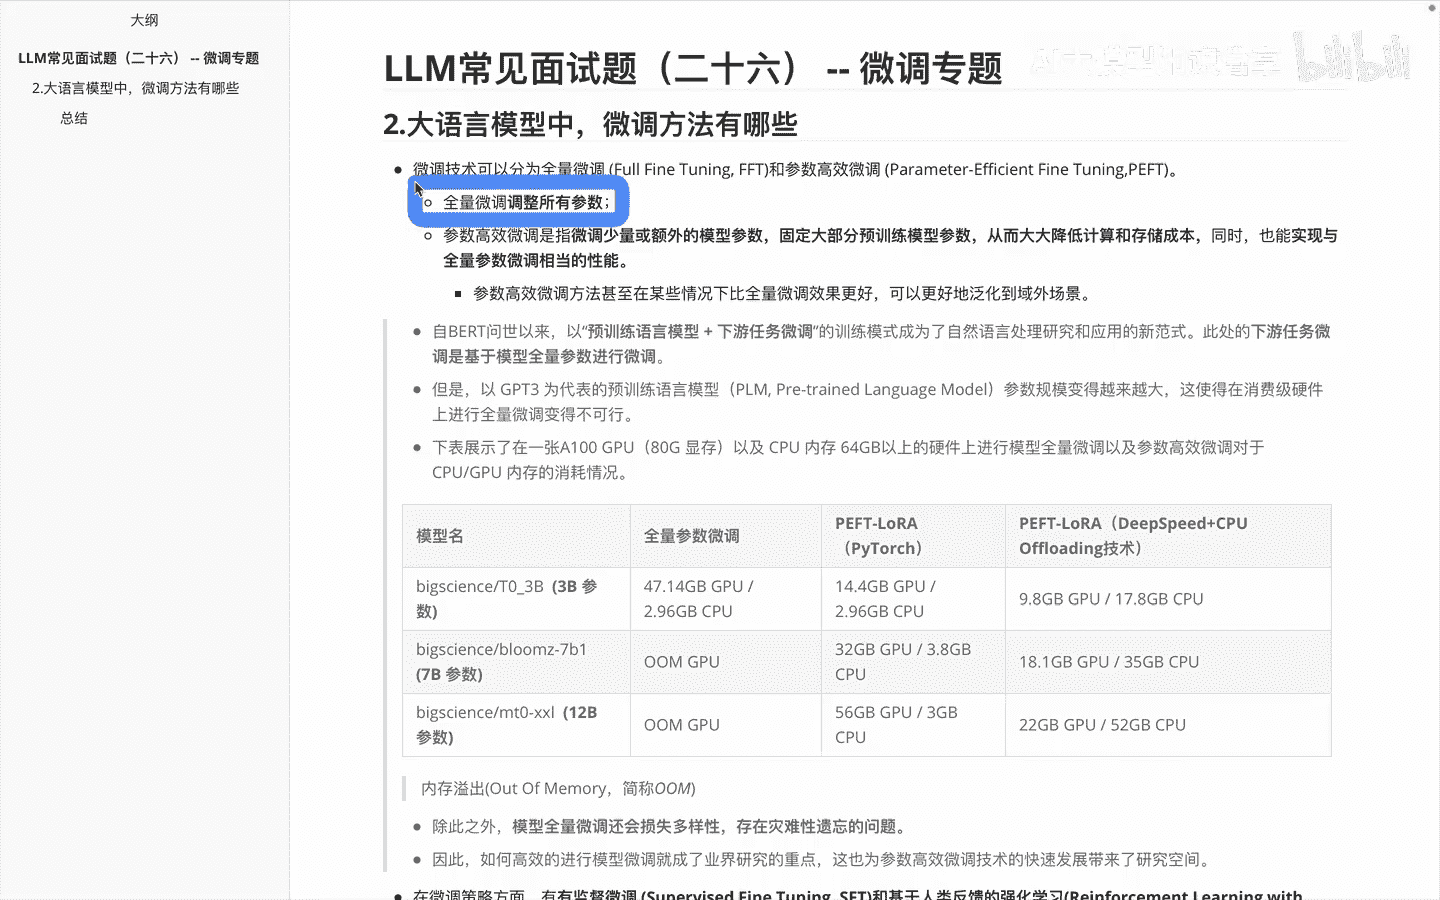 大纲
LLM常见面试题（二十六） -- 微调专题
2.大语言模型中，微调方法有哪些
总结
LLM常见面试题（二十六） -- 微调专题
bilibili
2.大语言模型中，微调方法有哪些
微调技术可以分为全量微调 (Full Fine Tuning, FFT)和参数高效微调 (Parameter-Efficient Fine Tuning,PEFT)。
全量微调调整所有参数；
参数高效微调是指微调少量或额外的模型参数，固定大部分预训练模型参数，从而大大降低计算和存储成本，同时，也能实现与
全量参数微调相当的性能。
参数高效微调方法甚至在某些情况下比全量微调效果更好，可以更好地泛化到域外场景。
自BERT问世以来，以“预训练语言模型 + 下游任务微调”的训练模式成为了自然语言处理研究和应用的新范式。此处的下游任务微
调是基于模型全量参数进行微调。
但是，以 GPT3 为代表的预训练语言模型（PLM, Pre-trained Language Model）参数规模变得越来越大，这使得在消费级硬件
上进行全量微调变得不可行。
下表展示了在一张A100 GPU（80G 显存）以及 CPU 内存 64GB以上的硬件上进行模型全量微调以及参数高效微调对于
CPU/GPU 内存的消耗情况。
模型名 全量参数微调 PEFT-LoRA （PyTorch） PEFT-LoRA（DeepSpeed+CPU Offloading技术）
bigscience/T0_3B (3B 参数) 47.14GB GPU / 2.96GB CPU 14.4GB GPU / 2.96GB CPU 9.8GB GPU / 17.8GB CPU
bigscience/bloomz-7b1 (7B 参数) OOM GPU 32GB GPU / 3.8GB CPU 18.1GB GPU / 35GB CPU
bigscience/mt0-xxl (12B 参数) OOM GPU 56GB GPU / 3GB CPU 22GB GPU / 52GB CPU
内存溢出(Out Of Memory，简称OOM)
除此之外，模型全量微调还会损失多样性，存在灾难性遗忘的问题。
因此，如何高效的进行模型微调就成了业界研究的重点，这也为参数高效微调技术的快速发展带来了研究空间。
在微调策略方面，有有监督微调 (Supervised Fine Tuning, SFT)和基于人类反馈的强化学习(Reinforcement Learning with